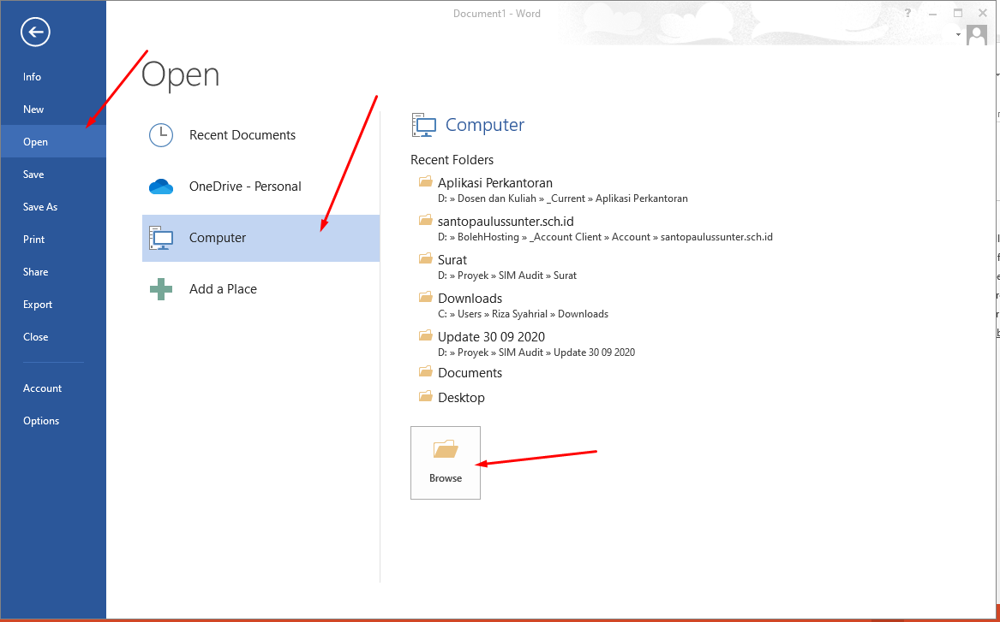 Document1 - Word
?
Info
New
Open
Save
Save As
Print
Share
Export
Close
Account
Options
Open
Recent Documents
OneDrive - Personal
Computer
Add a Place
Computer
Recent Folders
Aplikasi Perkantoran
D: » Dosen dan Kuliah » _Current » Aplikasi Perkantoran
santopaulussunter.sch.id
D: » BolehHosting » _Account Client » Account » santopaulussunter.sch.id
Surat
D: » Proyek » SIM Audit » Surat
Downloads
C: » Users » Riza Syahrial » Downloads
Update 30 09 2020
D: » Proyek » SIM Audit » Update 30 09 2020
Documents
Desktop
Browse